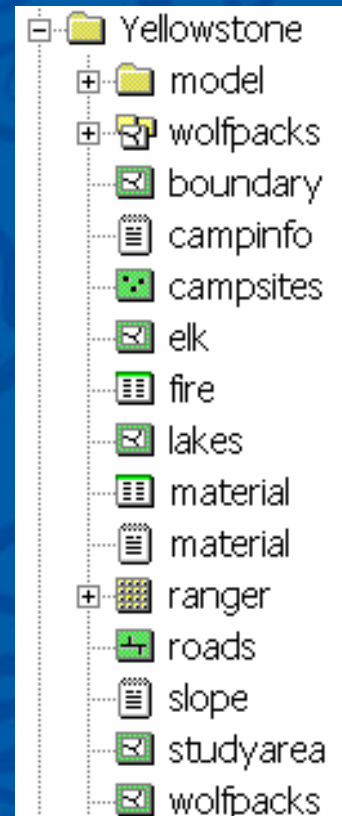 Yellowstone
model
wolfpacks
boundary
campinfo
campsites
elk
fire
lakes
material
material
ranger
roads
slope
studyarea
wolfpacks